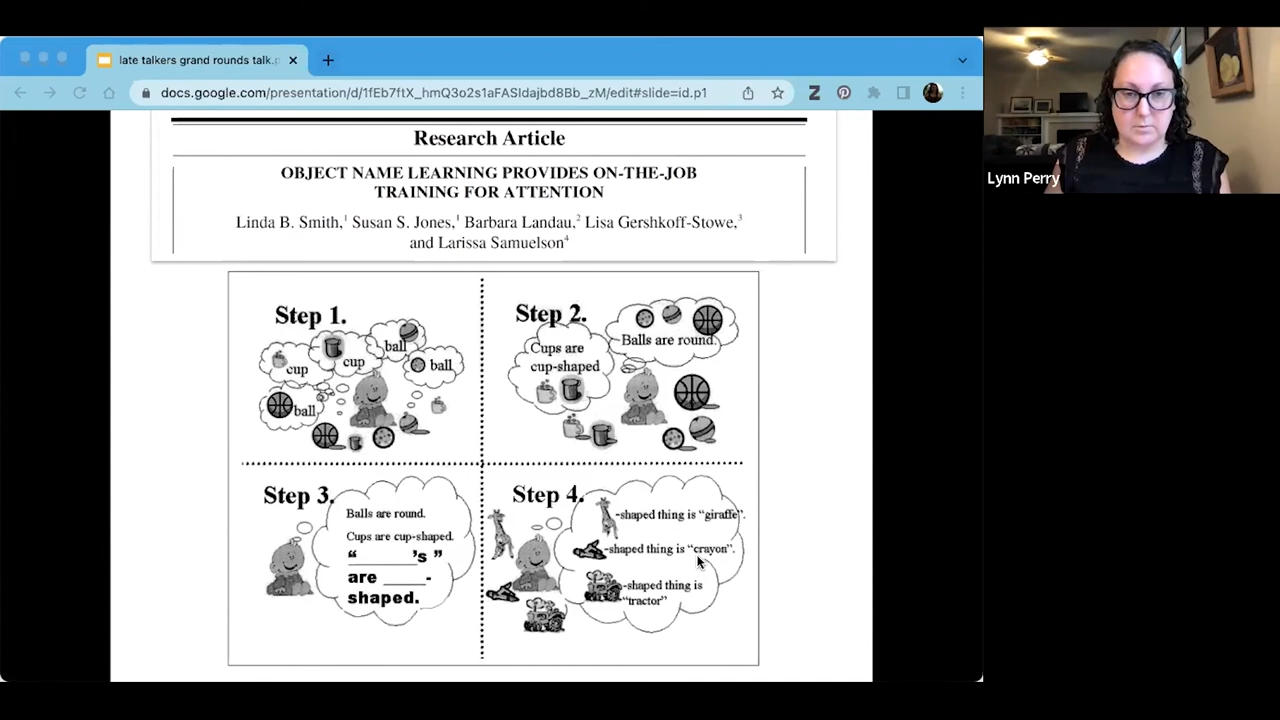 late talkers grand rounds talk.p
docs.google.com/presentation/d/1fEb7ftX_hmQ3o2s1aFASIdajbd8Bb_zM/edit#slide=id.p1
Lynn Perry
Research Article
OBJECT NAME LEARNING PROVIDES ON-THE-JOB
TRAINING FOR ATTENTION
Linda B. Smith,¹ Susan S. Jones,¹ Barbara Landau,² Lisa Gershkoff-Stowe,³
and Larissa Samuelson⁴
Step 1.
cup
cup
ball
ball
ball
Step 2.
Cups are
cup-shaped
Balls are round.
Step 3.
Balls are round.
Cups are cup-shaped.
"______'s"
are ____-
shaped.
Step 4.
-shaped thing is "giraffe".
-shaped thing is "crayon".
-shaped thing is
"tractor"